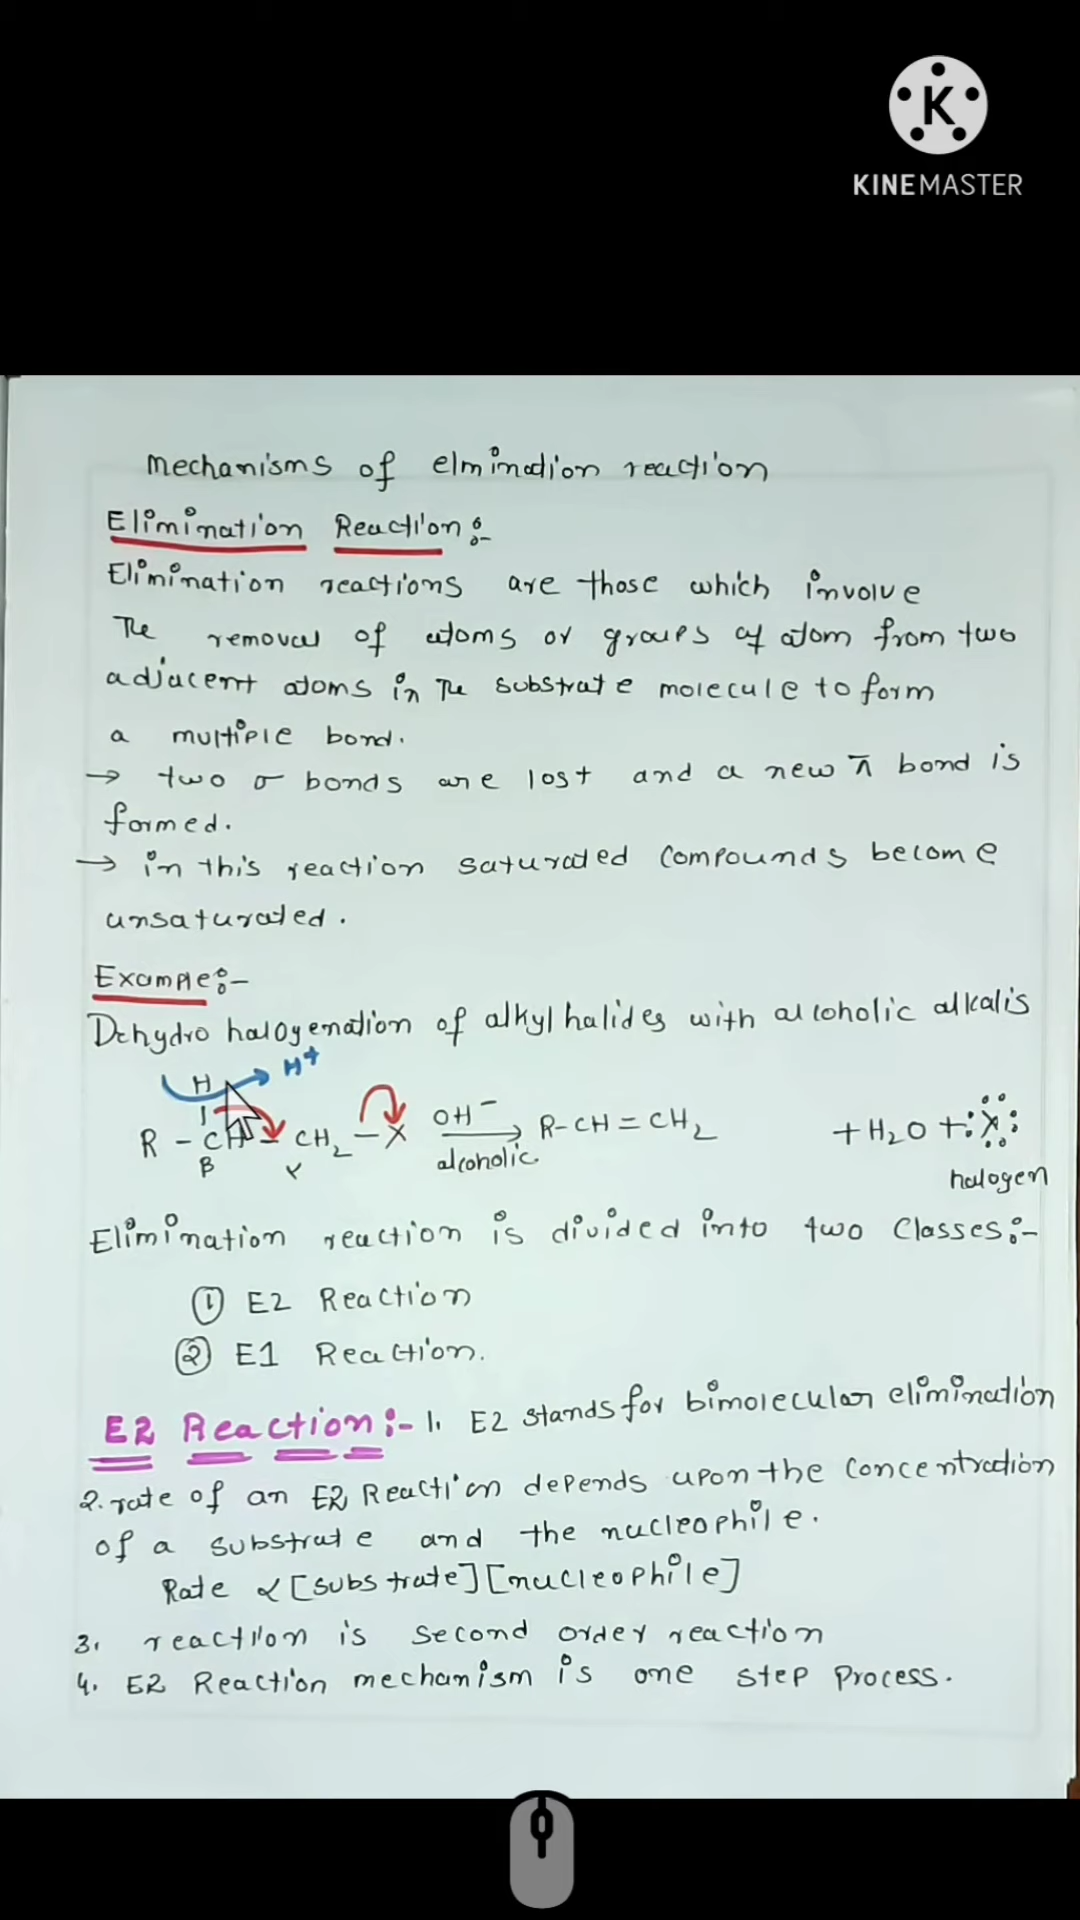 K
KINEMASTER
Mechanisms of elmination reaction
Elimination Reaction:-
Elimination reactions are those which involve
The removal of atoms or groups of atom from two
adjacent atoms in The substrate molecule to form
a multiple bond.
→ two σ bonds are lost and a new π bond is
formed.
→ in this reaction saturated compounds become
unsaturated.
Example:-
Dehydro halogenation of alkyl halides with alcoholic alkalis
H → H+
R - CH - CH2 - X OH- → R-CH=CH2 + H2O + :X:
β α alcoholic halogen
Elimination reaction is divided into two Classes:-
① E2 Reaction
② E1 Reaction.
E2 Reaction:- 1. E2 stands for bimolecular elimination
2. rate of an E2 Reaction depends upon the concentration
of a substrate and the nucleophile.
Rate α [substrate][nucleophile]
3. reaction is second order reaction
4. E2 Reaction mechanism is one step process.